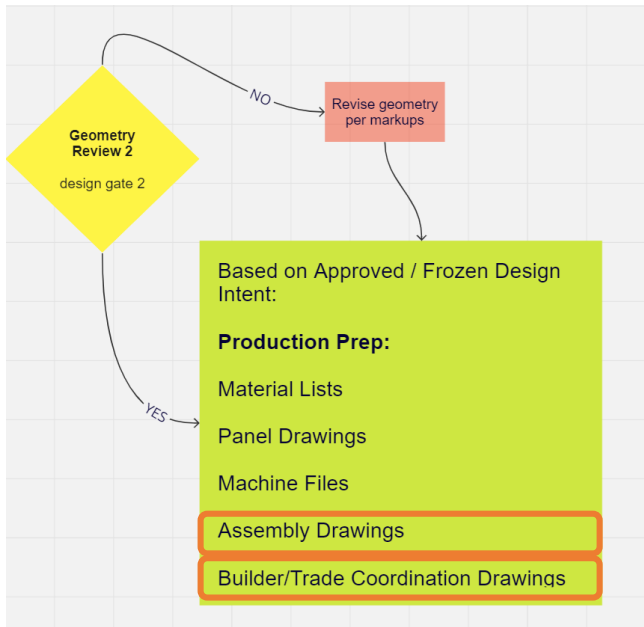 NO
Revise geometry
per markups
Geometry
Review 2
design gate 2
Based on Approved / Frozen Design
Intent:
Production Prep:
Material Lists
YES
Panel Drawings
Machine Files
Assembly Drawings
Builder/Trade Coordination Drawings